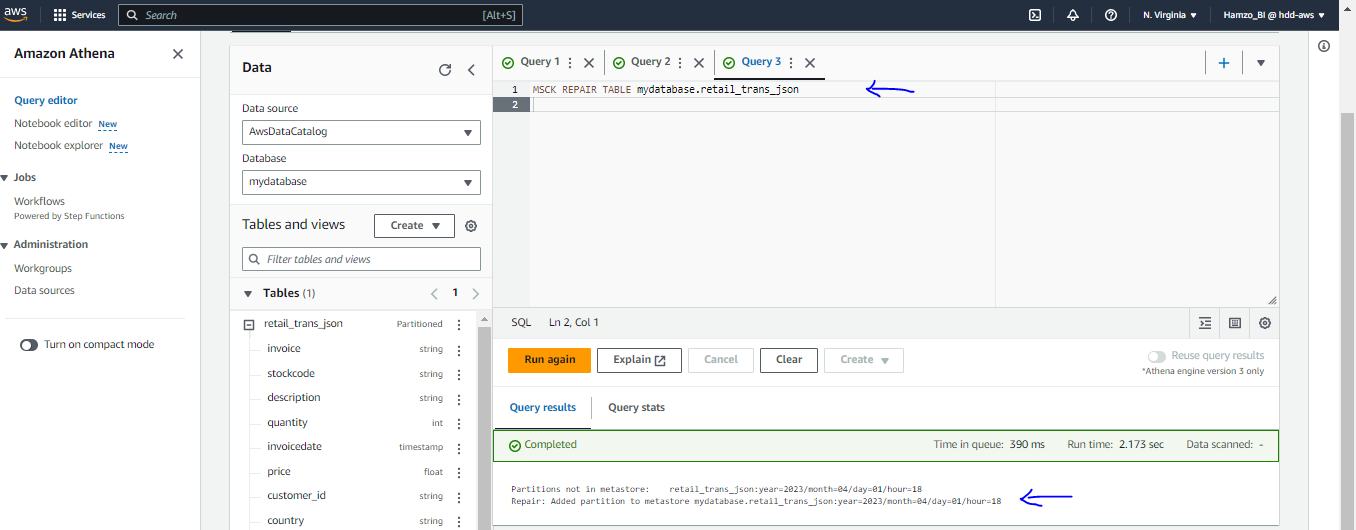 aws Services Search [Alt+S] N. Virginia Hamzo_BI @ hdd-aws
Amazon Athena
Query editor
Notebook editor New
Notebook explorer New
Jobs
Workflows
Powered by Step Functions
Administration
Workgroups
Data sources
Turn on compact mode
Data
Data source
AwsDataCatalog
Database
mydatabase
Tables and views Create
Filter tables and views
Tables (1) 1
retail_trans_json Partitioned
invoice string
stockcode string
description string
quantity int
invoicedate timestamp
price float
customer_id string
country string
Query 1 Query 2 Query 3
1 MSCK REPAIR TABLE mydatabase.retail_trans_json
2
SQL Ln 2, Col 1
Run again Explain Cancel Clear Create Reuse query results
*Athena engine version 3 only
Query results Query stats
Completed Time in queue: 390 ms Run time: 2.173 sec Data scanned: -
Partitions not in metastore: retail_trans_json:year=2023/month=04/day=01/hour=18
Repair: Added partition to metastore mydatabase.retail_trans_json:year=2023/month=04/day=01/hour=18